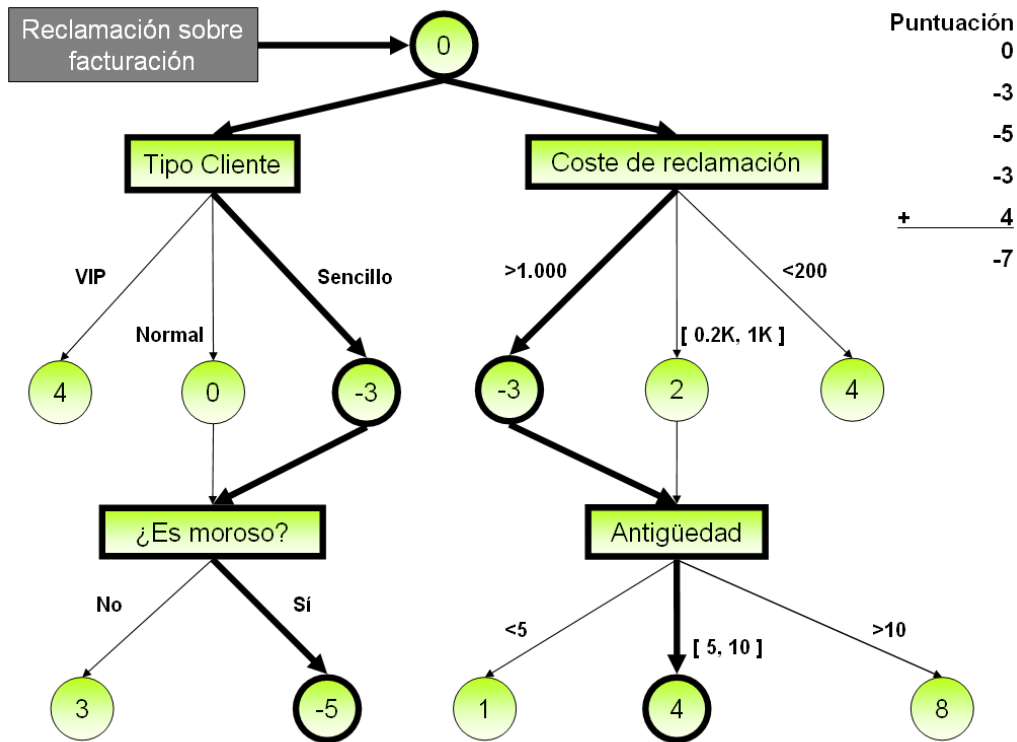 Reclamación sobre
facturación
0
Puntuación
0
-3
-5
-3
+ 4
-7
Tipo Cliente
Coste de reclamación
VIP
Normal
Sencillo
>1.000
[ 0.2K, 1K ]
<200
4
0
-3
-3
2
4
¿Es moroso?
Antigüedad
No
Sí
<5
[ 5, 10 ]
>10
3
-5
1
4
8